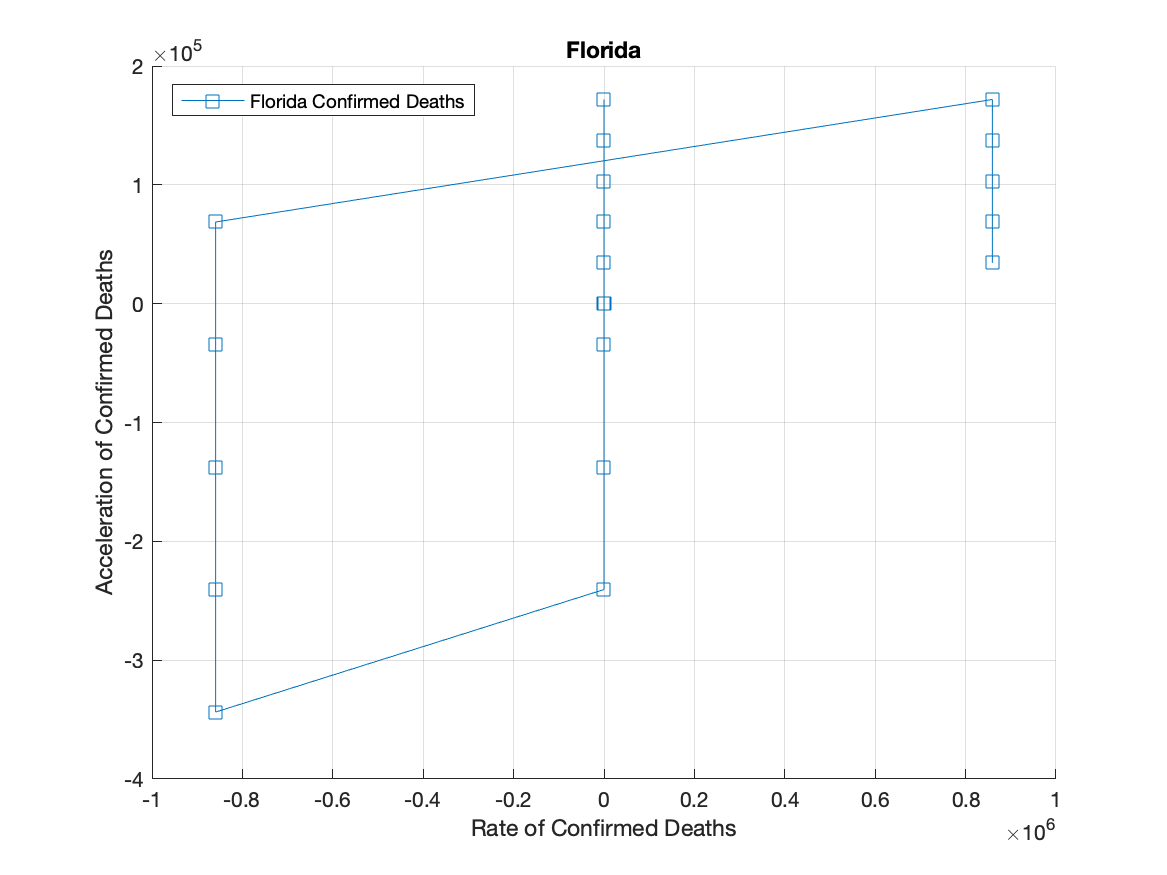 Florida
×10^5
Florida Confirmed Deaths
2
1
0
-1
-2
-3
-4
Acceleration of Confirmed Deaths
-1 -0.8 -0.6 -0.4 -0.2 0 0.2 0.4 0.6 0.8 1
Rate of Confirmed Deaths
×10^6